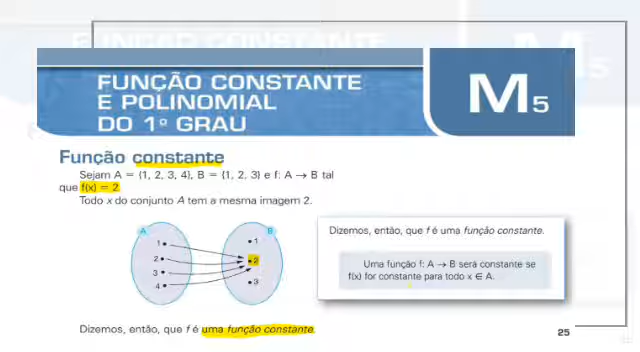 FUNÇÃO CONSTANTE
E POLINOMIAL
DO 1º GRAU
M5
Função constante
Sejam A = {1, 2, 3, 4}, B = {1, 2, 3} e f: A → B tal
que f(x) = 2.
Todo x do conjunto A tem a mesma imagem 2.
A
B
1
2
3
4
1
2
3
Dizemos, então, que f é uma função constante.
Uma função f: A → B será constante se
f(x) for constante para todo x ∈ A.
Dizemos, então, que f é uma função constante.
25